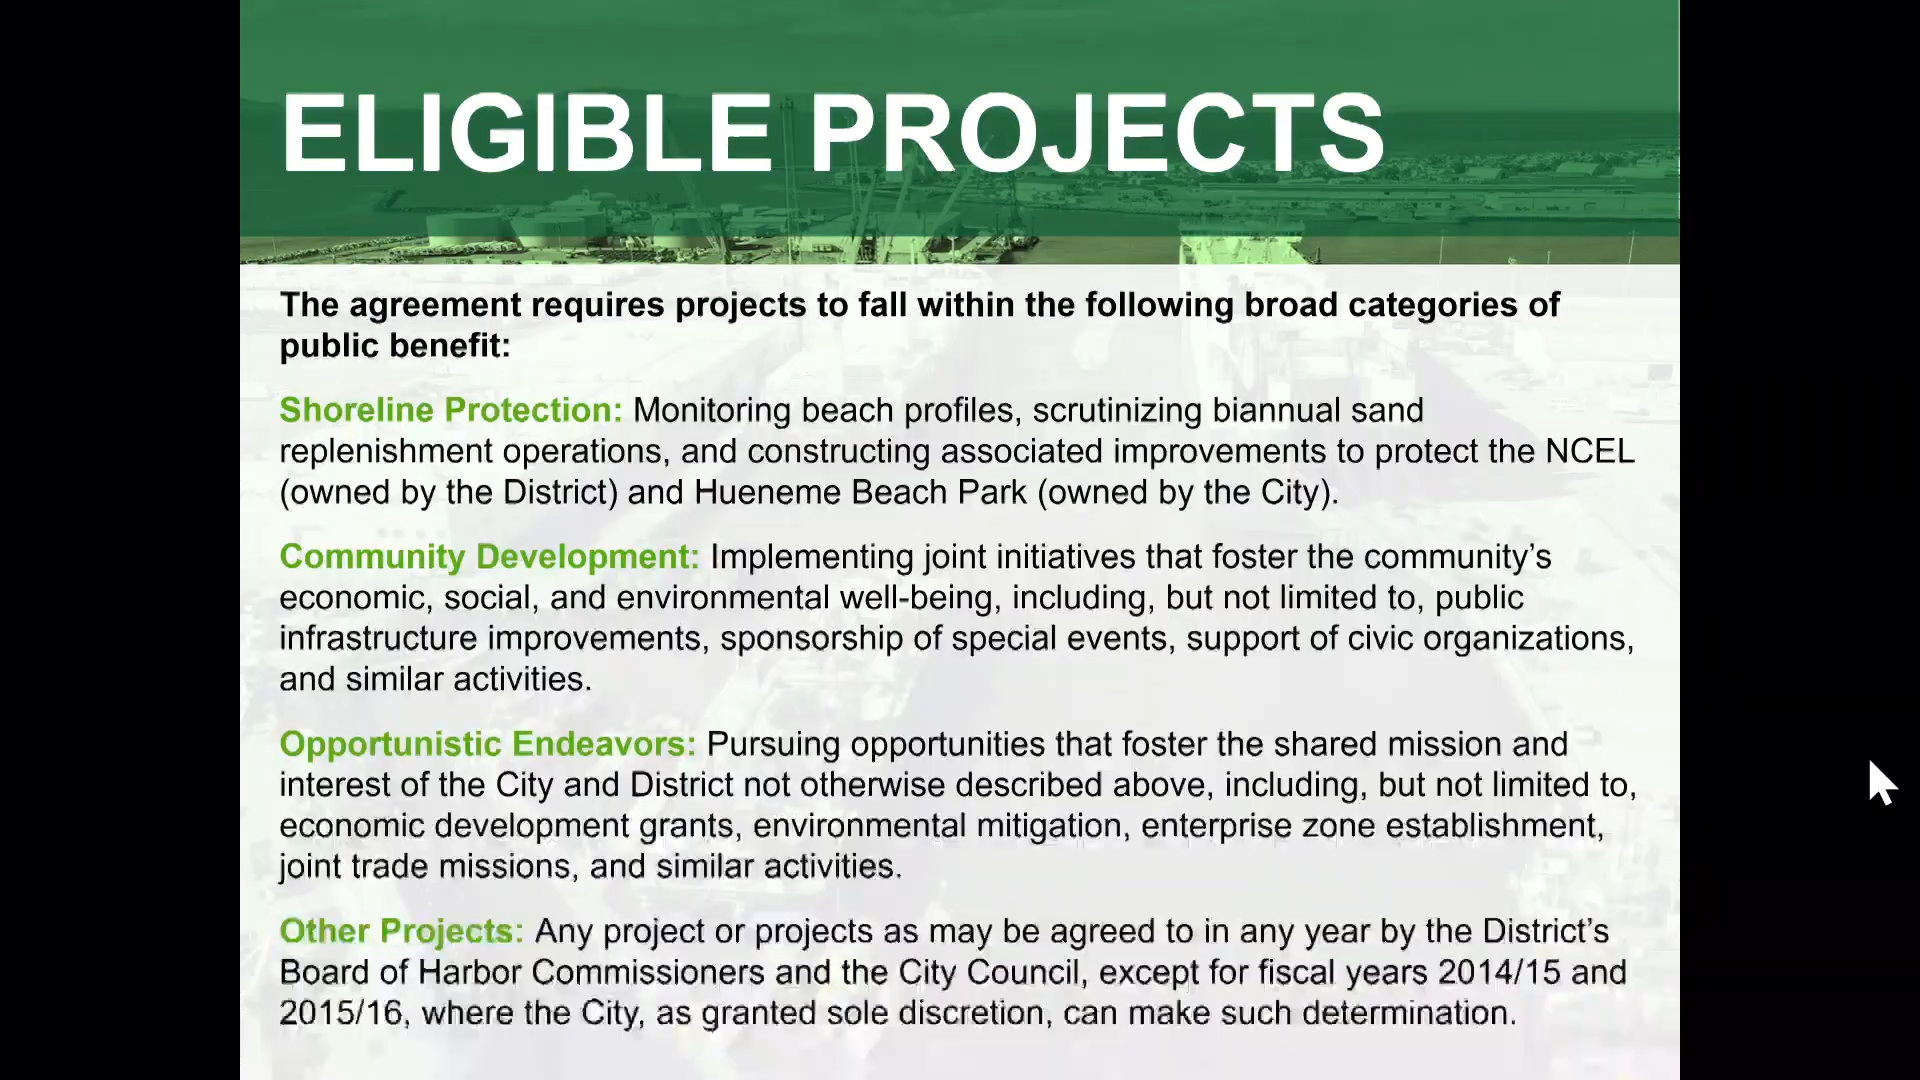 ELIGIBLE PROJECTS
The agreement requires projects to fall within the following broad categories of
public benefit:
Shoreline Protection: Monitoring beach profiles, scrutinizing biannual sand
replenishment operations, and constructing associated improvements to protect the NCEL
(owned by the District) and Hueneme Beach Park (owned by the City).
Community Development: Implementing joint initiatives that foster the community’s
economic, social, and environmental well-being, including, but not limited to, public
infrastructure improvements, sponsorship of special events, support of civic organizations,
and similar activities.
Opportunistic Endeavors: Pursuing opportunities that foster the shared mission and
interest of the City and District not otherwise described above, including, but not limited to,
economic development grants, environmental mitigation, enterprise zone establishment,
joint trade missions, and similar activities.
Other Projects: Any project or projects as may be agreed to in any year by the District’s
Board of Harbor Commissioners and the City Council, except for fiscal years 2014/15 and
2015/16, where the City, as granted sole discretion, can make such determination.